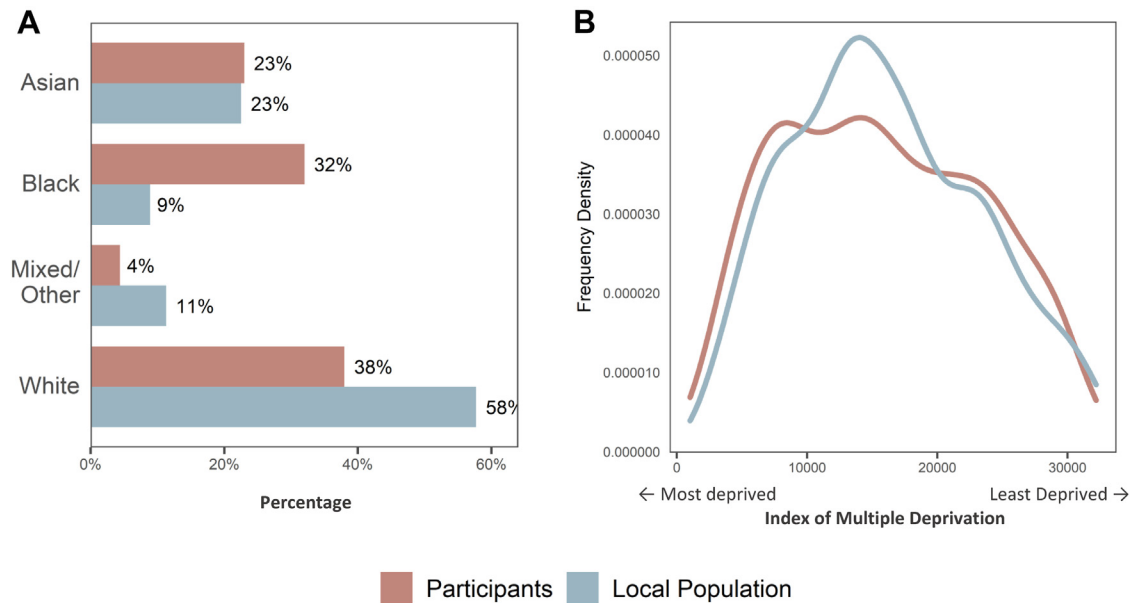 A
Asian
23%
23%
Black
32%
9%
Mixed/
Other
4%
11%
White
38%
58%
0%
20%
40%
60%
Percentage
B
Frequency Density
0.000050
0.000040
0.000030
0.000020
0.000010
0.000000
0
10000
20000
30000
← Most deprived
Least Deprived →
Index of Multiple Deprivation
Participants
Local Population